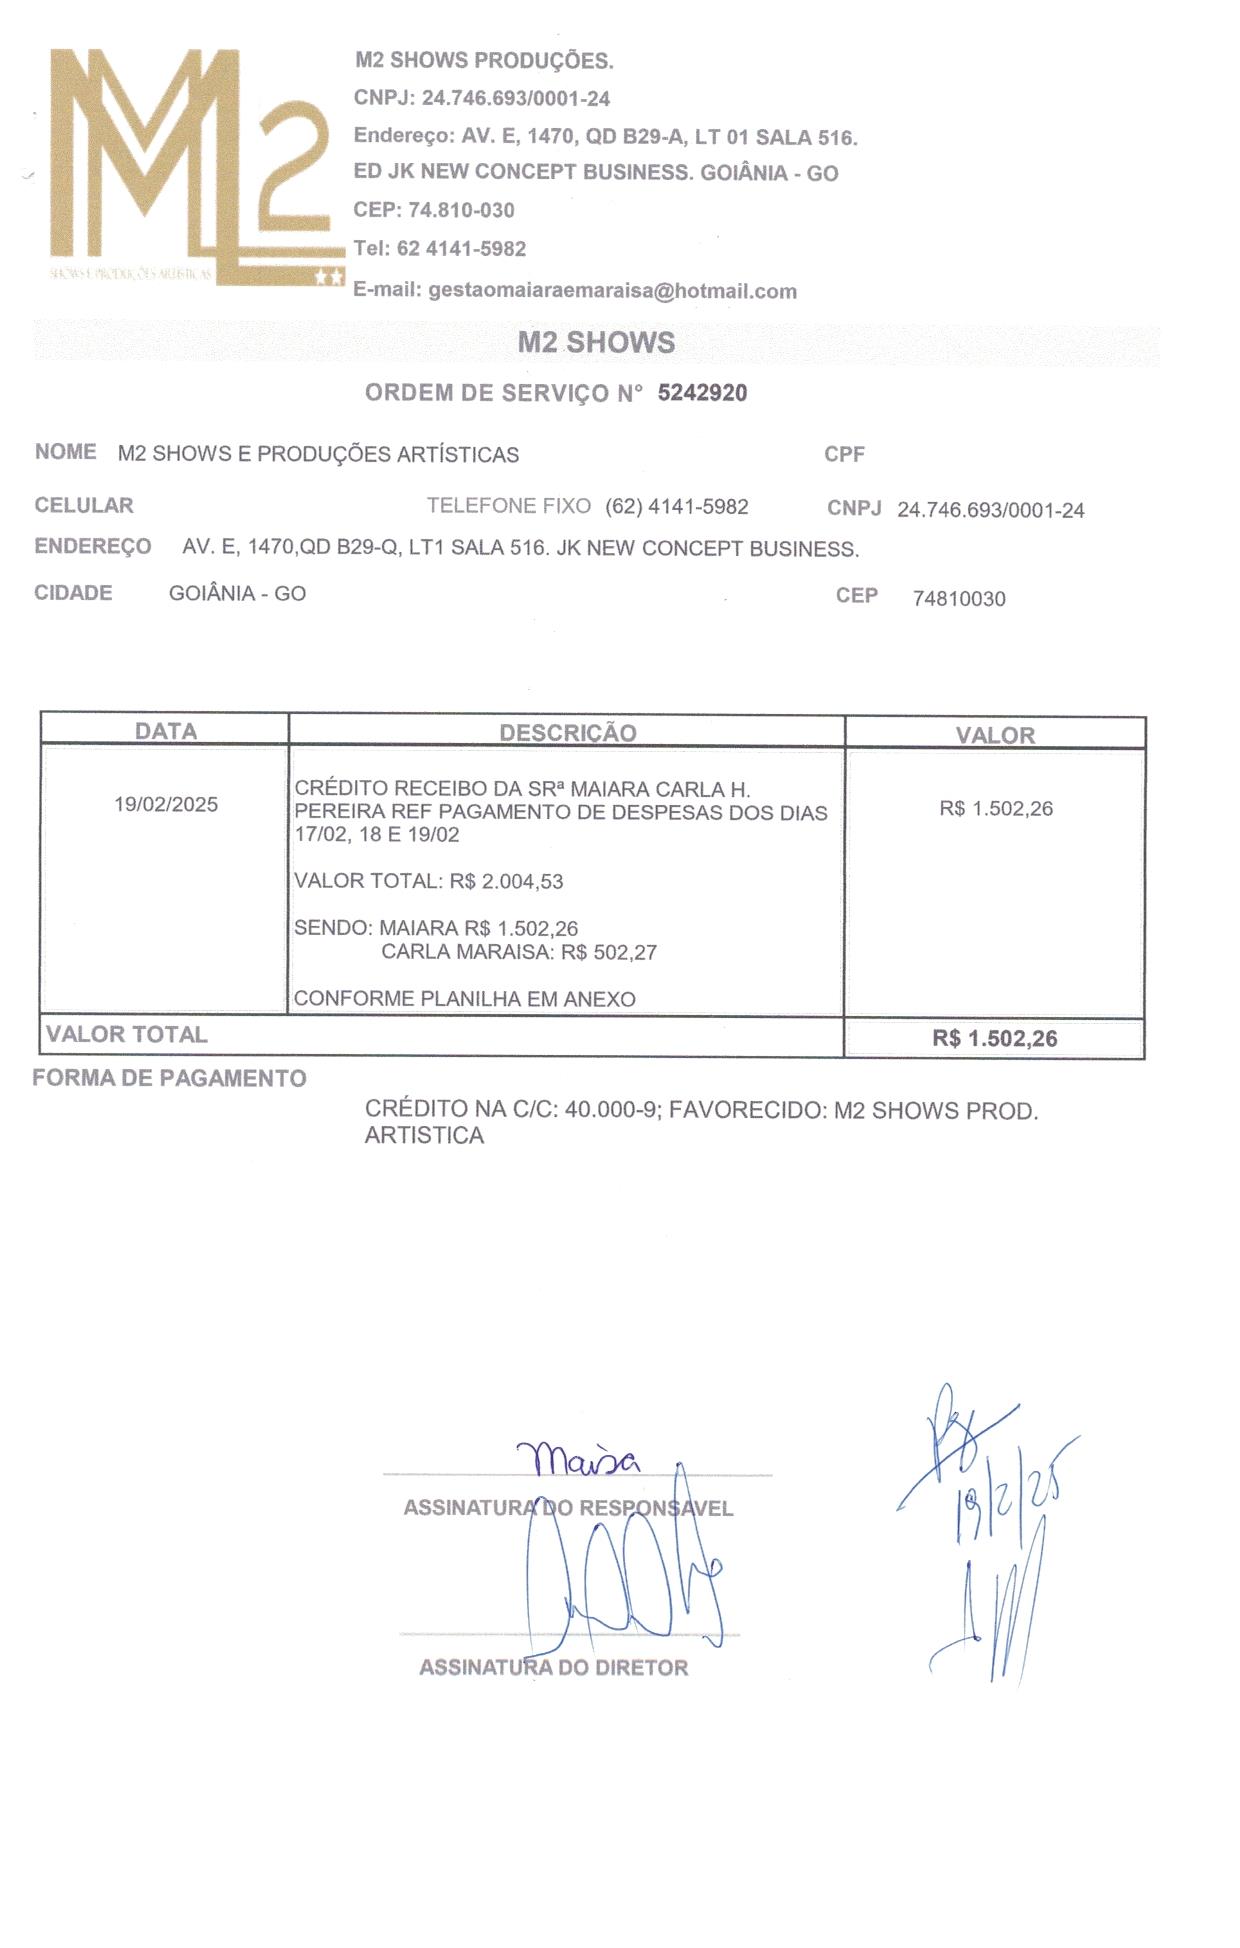 M2 SHOWS PRODUÇÕES.
CNPJ: 24.746.693/0001-24
Endereço: AV. E, 1470, QD B29-A, LT 01 SALA 516.
ED JK NEW CONCEPT BUSINESS. GOIÂNIA - GO
CEP: 74.810-030
Tel: 62 4141-5982
E-mail: gestaomaiaraemaraisa@hotmail.com
M2
SHOWS E PRODUÇÕES ARTISTICAS
M2 SHOWS
ORDEM DE SERVIÇO N° 5242920
NOME M2 SHOWS E PRODUÇÕES ARTÍSTICAS CPF
CELULAR TELEFONE FIXO (62) 4141-5982 CNPJ 24.746.693/0001-24
ENDEREÇO AV. E, 1470,QD B29-Q, LT1 SALA 516. JK NEW CONCEPT BUSINESS.
CIDADE GOIÂNIA - GO CEP 74810030
DATA DESCRIÇÃO VALOR
19/02/2025 CRÉDITO RECEIBO DA SRª MAIARA CARLA H. R$ 1.502,26
PEREIRA REF PAGAMENTO DE DESPESAS DOS DIAS
17/02, 18 E 19/02
VALOR TOTAL: R$ 2.004,53
SENDO: MAIARA R$ 1.502,26
CARLA MARAISA: R$ 502,27
CONFORME PLANILHA EM ANEXO
VALOR TOTAL R$ 1.502,26
FORMA DE PAGAMENTO
CRÉDITO NA C/C: 40.000-9; FAVORECIDO: M2 SHOWS PROD.
ARTISTICA
Maisa
ASSINATURA DO RESPONSAVEL
19/2/25
ASSINATURA DO DIRETOR